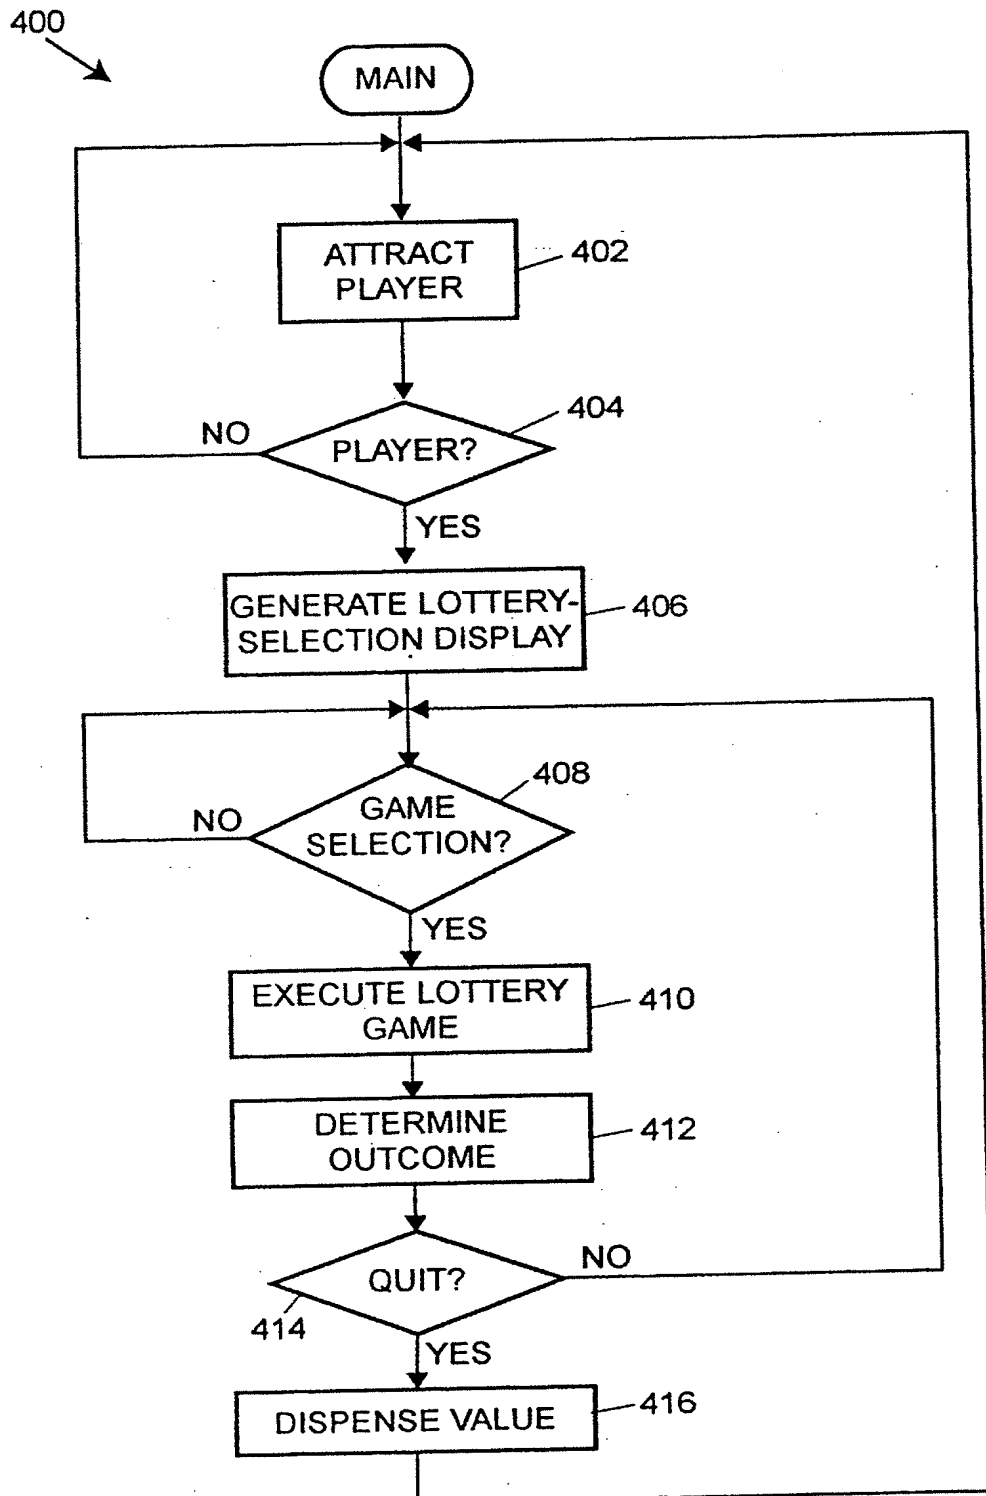 400
MAIN
ATTRACT
PLAYER
402
404
NO
PLAYER?
YES
GENERATE LOTTERY-
SELECTION DISPLAY
406
408
NO
GAME
SELECTION?
YES
EXECUTE LOTTERY
GAME
410
DETERMINE
OUTCOME
412
QUIT?
NO
414
YES
DISPENSE VALUE
416